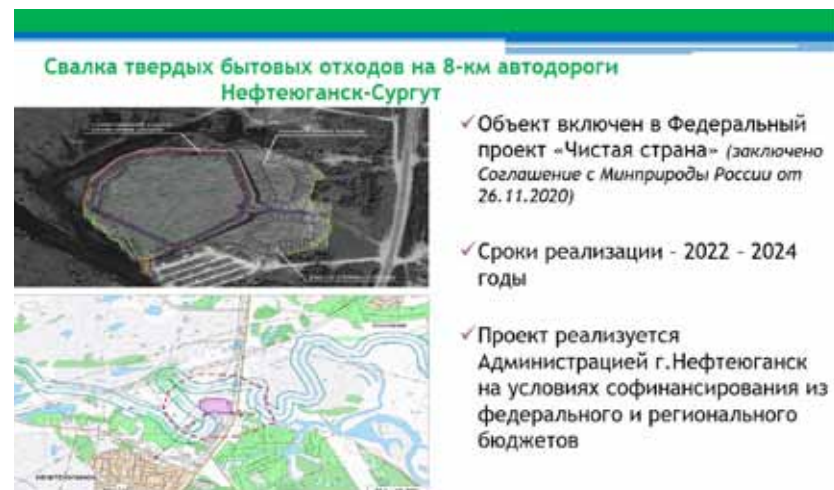 Свалка твердых бытовых отходов на 8-км автодороги
Нефтеюганск-Сургут
Объект включен в Федеральный
проект «Чистая страна» (заключено
Соглашение с Минприроды России от
26.11.2020)
Сроки реализации - 2022 - 2024
годы
Проект реализуется
Администрацией г.Нефтеюганск
на условиях софинансирования из
федерального и регионального
бюджетов